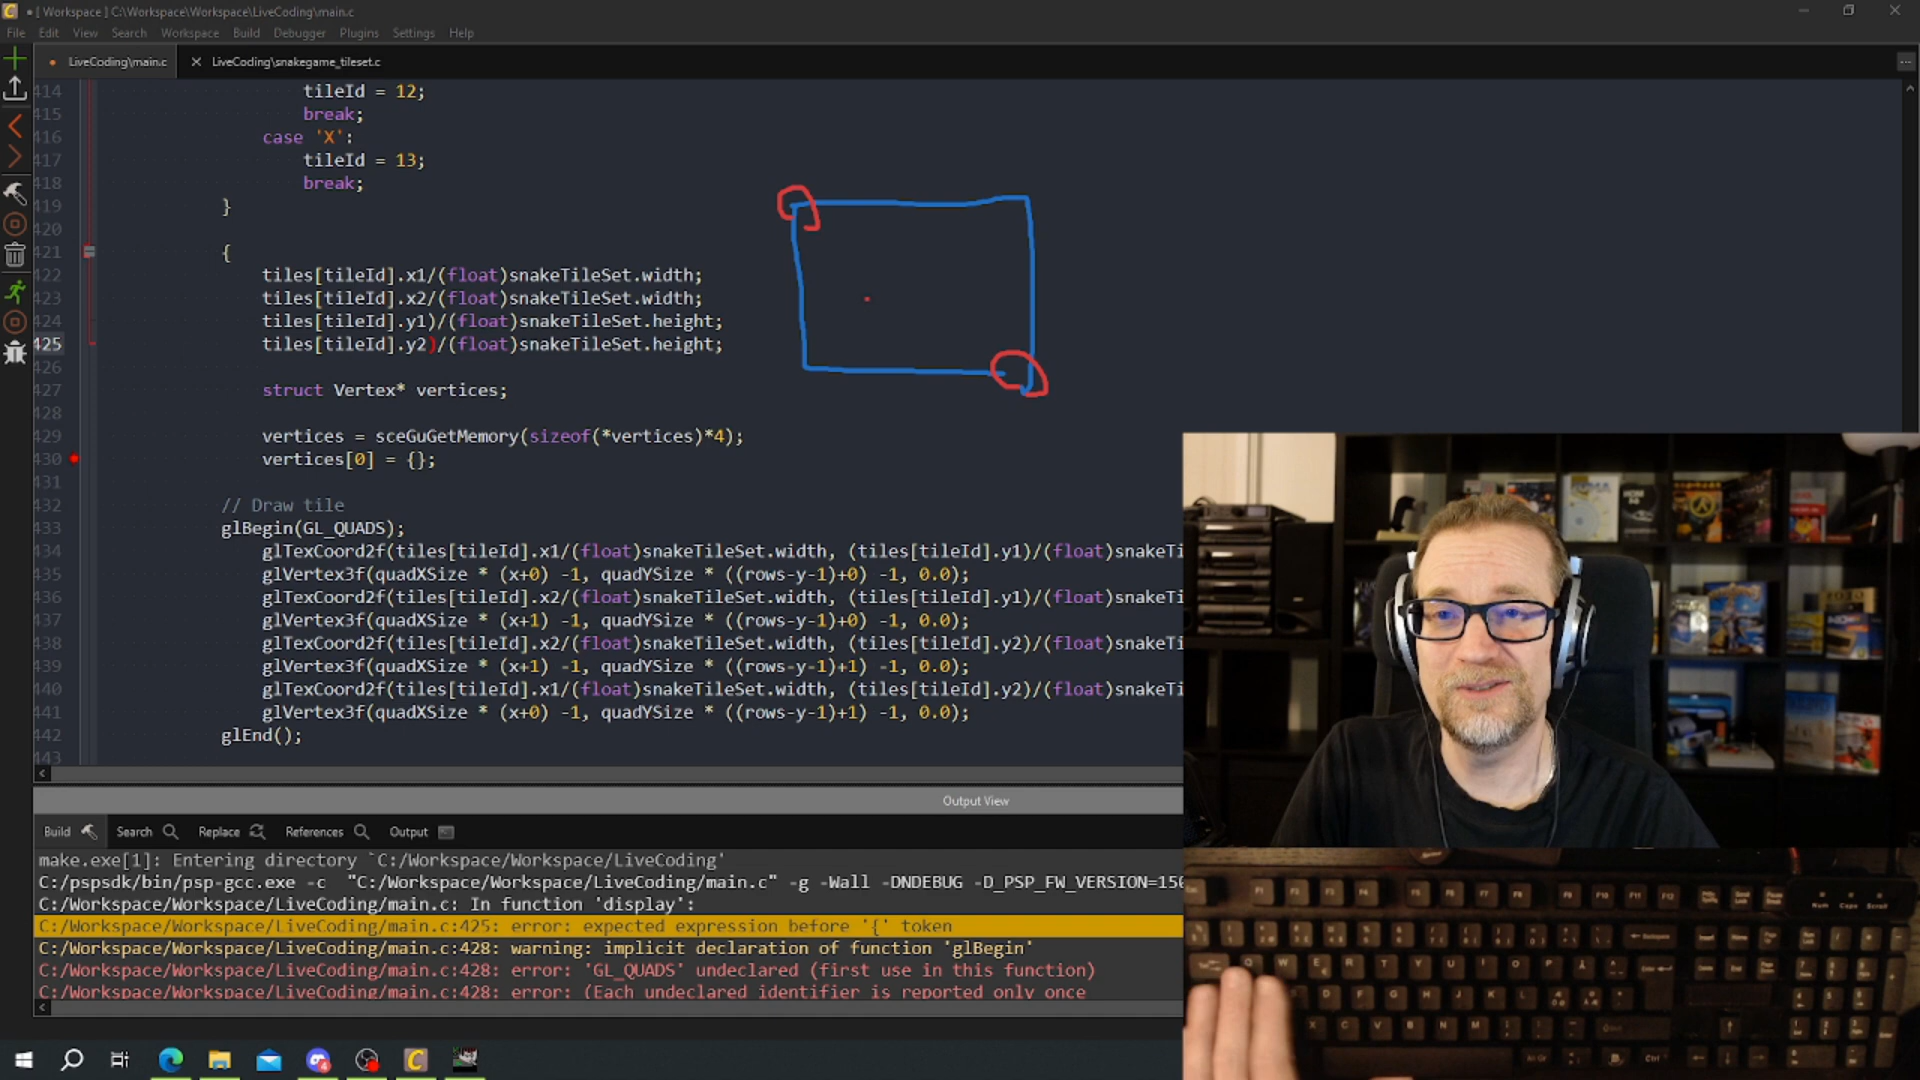 [ Workspace ] C:\Workspace\Workspace\LiveCoding\main.c
File Edit View Search Workspace Build Debugger Plugins Settings Help
LiveCoding\main.c LiveCoding\snakegame_tileset.c
414 tileId = 12;
415 break;
416 case 'X':
417 tileId = 13;
418 break;
419 }
420
421 {
422 tiles[tileId].x1/(float)snakeTileSet.width;
423 tiles[tileId].x2/(float)snakeTileSet.width;
424 tiles[tileId].y1)/(float)snakeTileSet.height;
425 tiles[tileId].y2)/(float)snakeTileSet.height;
426
427 struct Vertex* vertices;
428
429 vertices = sceGuGetMemory(sizeof(*vertices)*4);
430 vertices[0] = {};
431
432 // Draw tile
433 glBegin(GL_QUADS);
434 glTexCoord2f(tiles[tileId].x1/(float)snakeTileSet.width, (tiles[tileId].y1)/(float)snakeTi
435 glVertex3f(quadXSize * (x+0) -1, quadYSize * ((rows-y-1)+0) -1, 0.0);
436 glTexCoord2f(tiles[tileId].x2/(float)snakeTileSet.width, (tiles[tileId].y1)/(float)snakeTi
437 glVertex3f(quadXSize * (x+1) -1, quadYSize * ((rows-y-1)+0) -1, 0.0);
438 glTexCoord2f(tiles[tileId].x2/(float)snakeTileSet.width, (tiles[tileId].y2)/(float)snakeTi
439 glVertex3f(quadXSize * (x+1) -1, quadYSize * ((rows-y-1)+1) -1, 0.0);
440 glTexCoord2f(tiles[tileId].x1/(float)snakeTileSet.width, (tiles[tileId].y2)/(float)snakeTi
441 glVertex3f(quadXSize * (x+0) -1, quadYSize * ((rows-y-1)+1) -1, 0.0);
442 glEnd();
443
Output View
Build Search Replace References Output
make.exe[1]: Entering directory `C:/Workspace/Workspace/LiveCoding'
C:/pspsdk/bin/psp-gcc.exe -c "C:/Workspace/Workspace/LiveCoding/main.c" -g -Wall -DNDEBUG -D_PSP_FW_VERSION=150
C:/Workspace/Workspace/LiveCoding/main.c: In function 'display':
C:/Workspace/Workspace/LiveCoding/main.c:425: error: expected expression before '{' token
C:/Workspace/Workspace/LiveCoding/main.c:428: warning: implicit declaration of function 'glBegin'
C:/Workspace/Workspace/LiveCoding/main.c:428: error: 'GL_QUADS' undeclared (first use in this function)
C:/Workspace/Workspace/LiveCoding/main.c:428: error: (Each undeclared identifier is reported only once